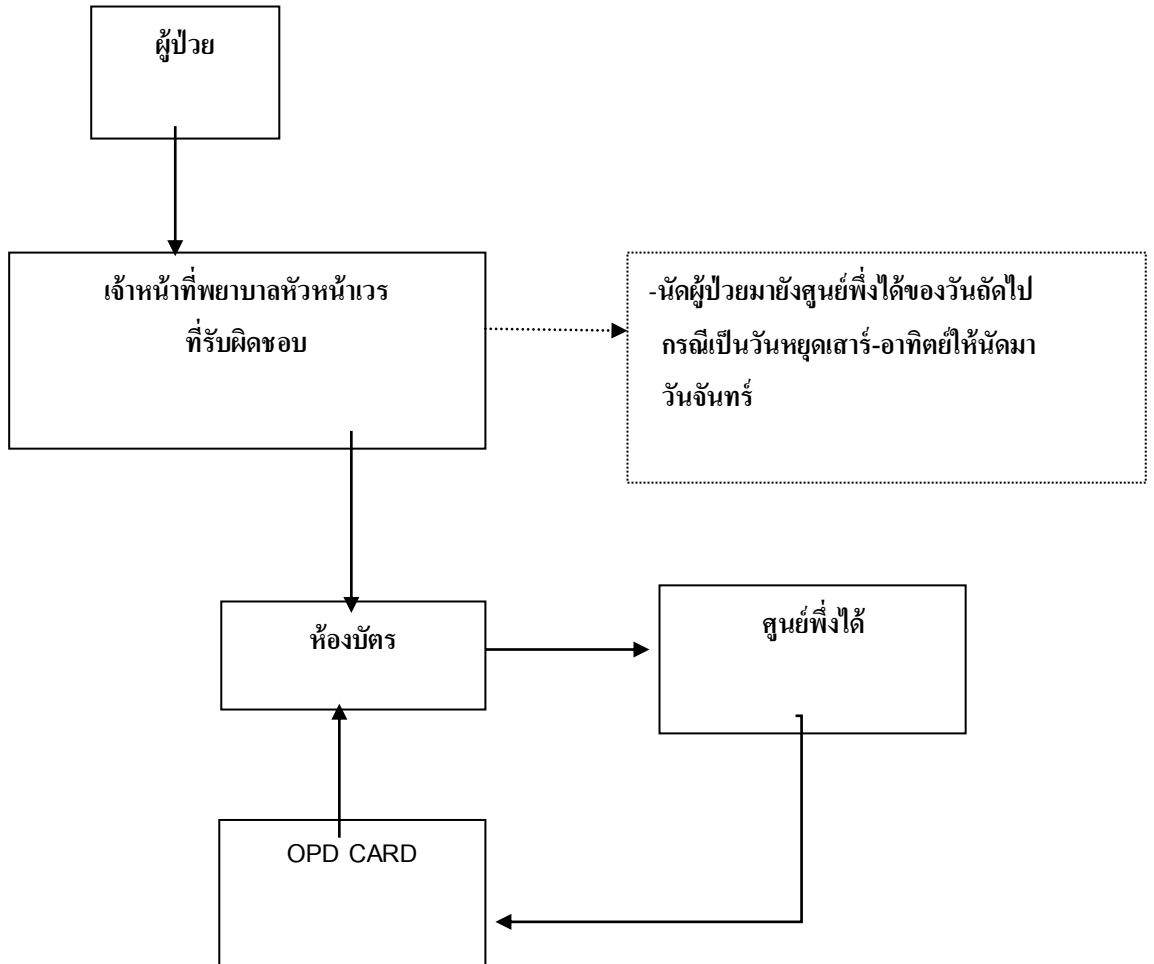 ผู้ป่วย
เจ้าหน้าที่พยาบาลหัวหน้าเวร
ที่รับผิดชอบ
-นัดผู้ป่วยมายังศูนย์พึ่งได้ของวันถัดไป
กรณีเป็นวันหยุดเสาร์-อาทิตย์ให้นัดมา
วันจันทร์
ห้องบัตร
ศูนย์พึ่งได้
OPD CARD